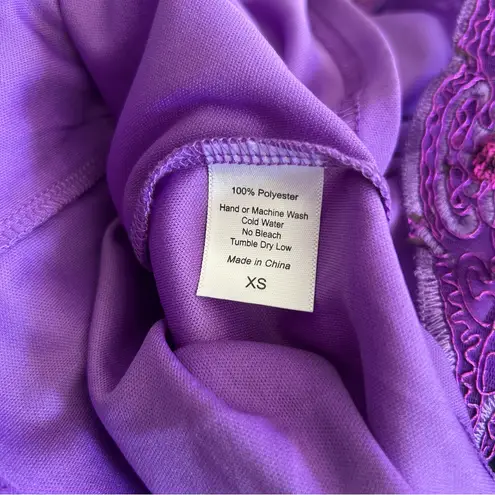 100% Polyester
Hand or Machine Wash
Cold Water
No Bleach
Tumble Dry Low
Made in China
XS